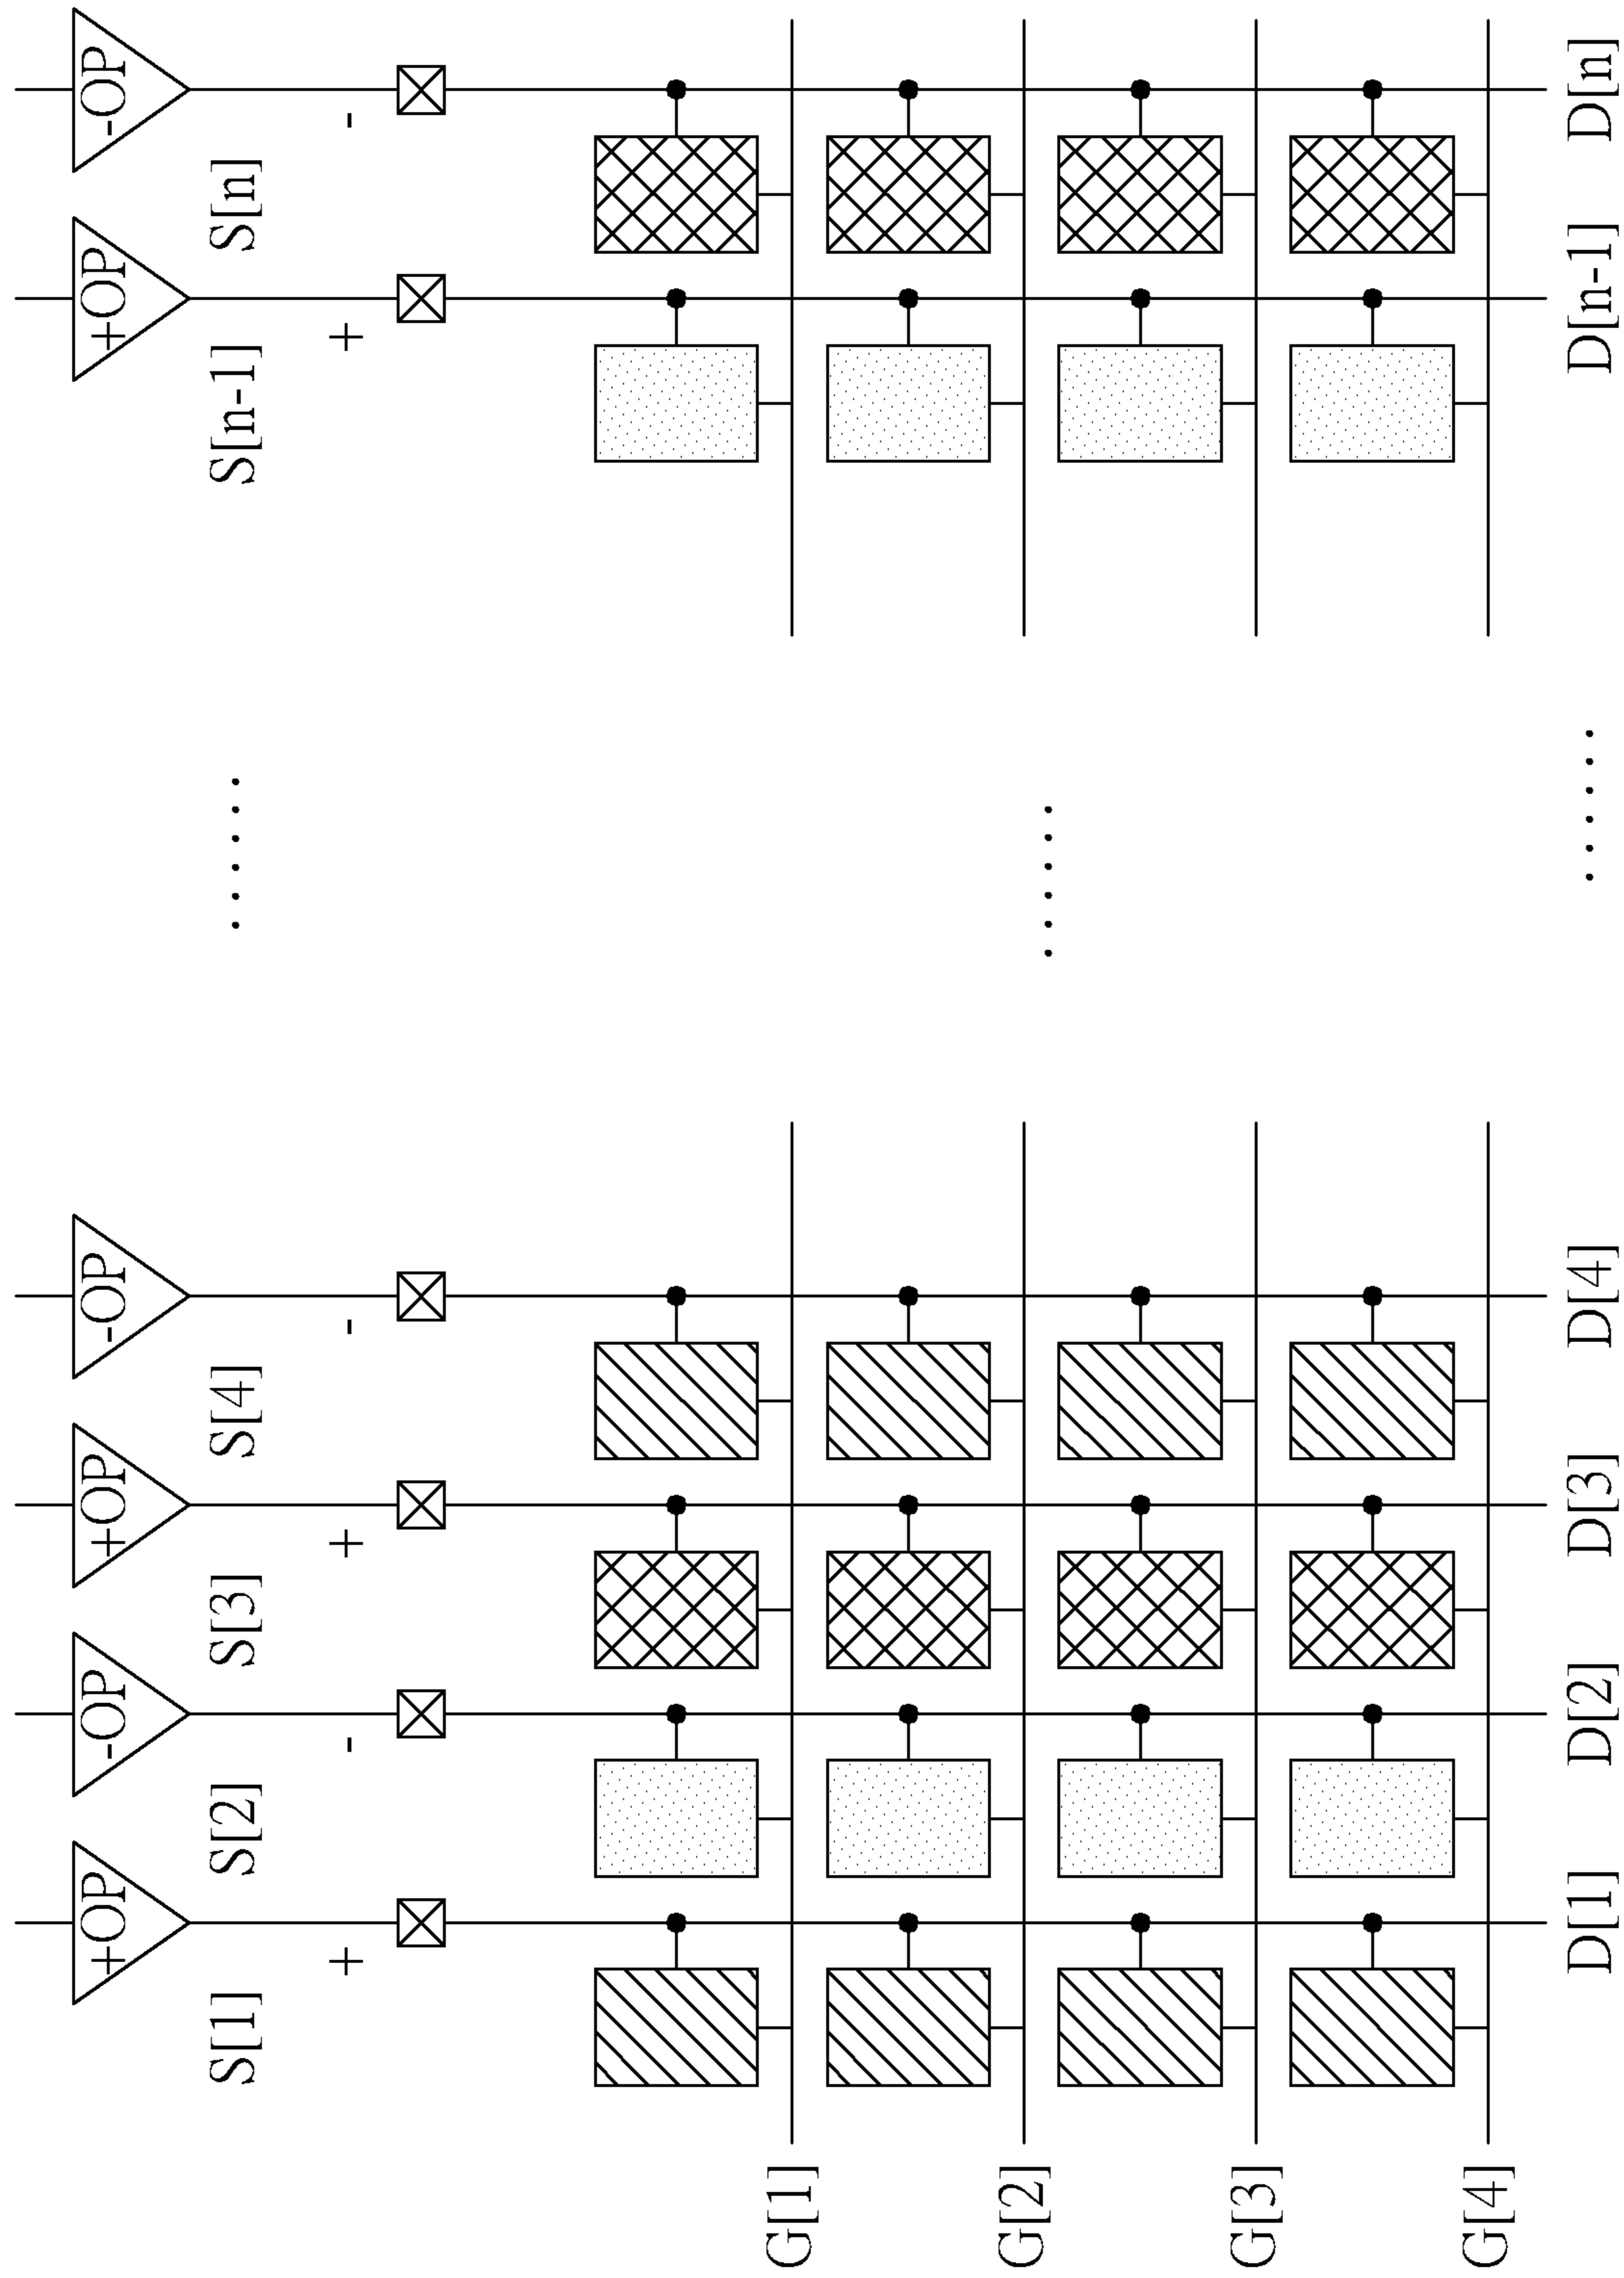 +OP -OP +OP -OP +OP -OP
S[1] S[2] S[3] S[4] ...... S[n-1] S[n]
+ - + - + -
G[1]
G[2]
......
G[3]
G[4]
D[1] D[2] D[3] D[4] ...... D[n-1] D[n]